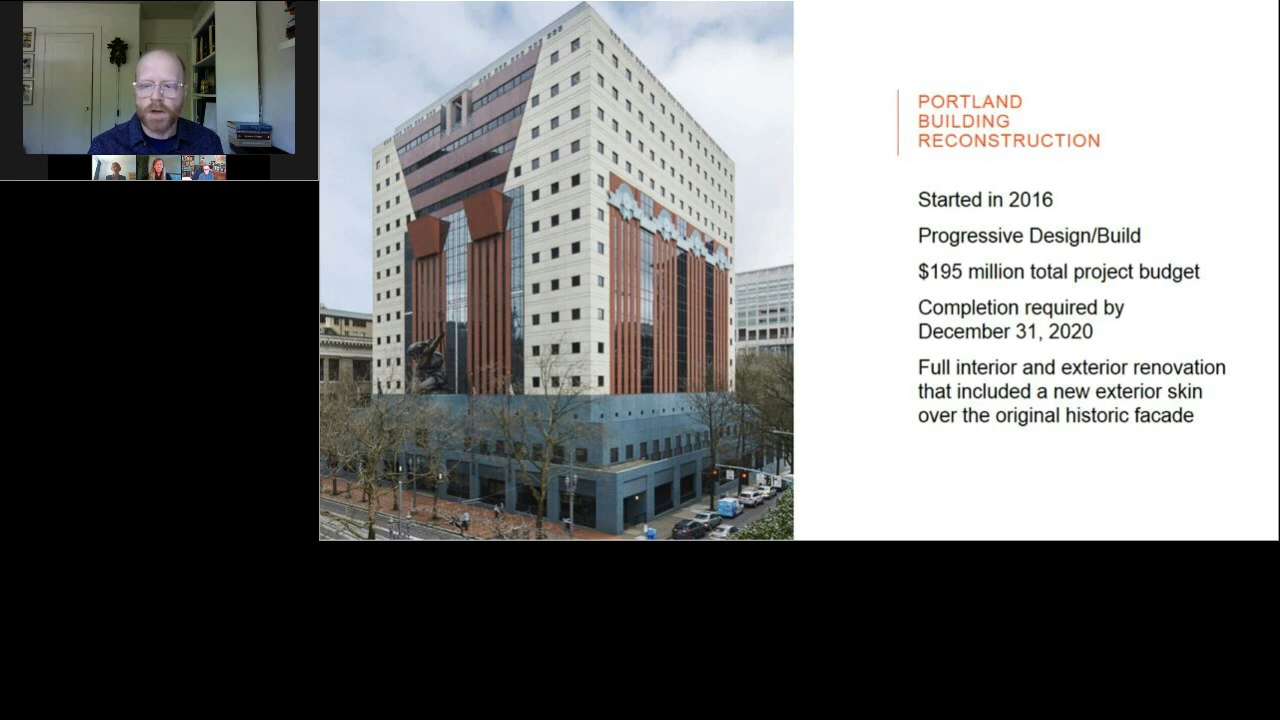 PORTLAND
BUILDING
RECONSTRUCTION
Started in 2016
Progressive Design/Build
$195 million total project budget
Completion required by
December 31, 2020
Full interior and exterior renovation
that included a new exterior skin
over the original historic facade